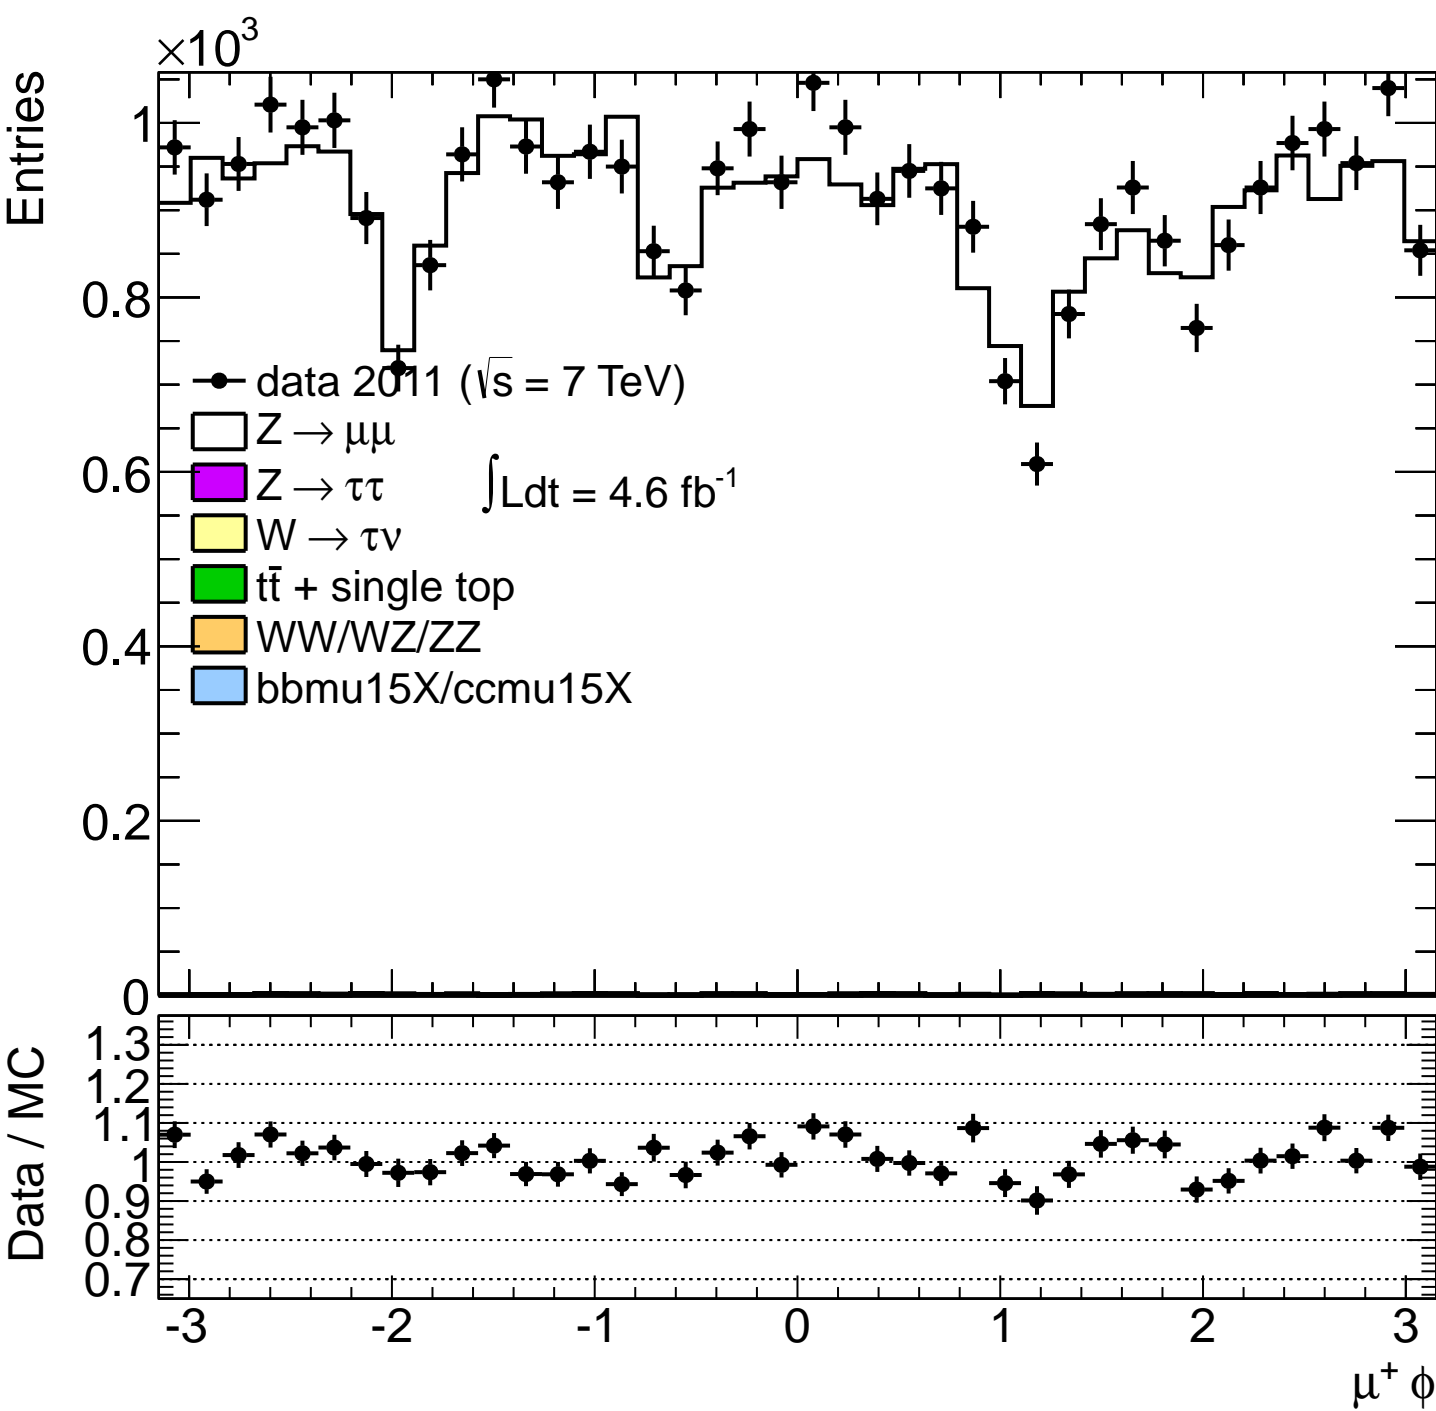 ×10³
Entries
1
0.8
0.6
0.4
0.2
0
data 2011 (√s = 7 TeV)
Z → μμ
Z → ττ
∫Ldt = 4.6 fb⁻¹
W → τν
tt̄ + single top
WW/WZ/ZZ
bbmu15X/ccmu15X
Data / MC
1.3
1.2
1.1
1
0.9
0.8
0.7
-3 -2 -1 0 1 2 3
μ⁺ ϕ